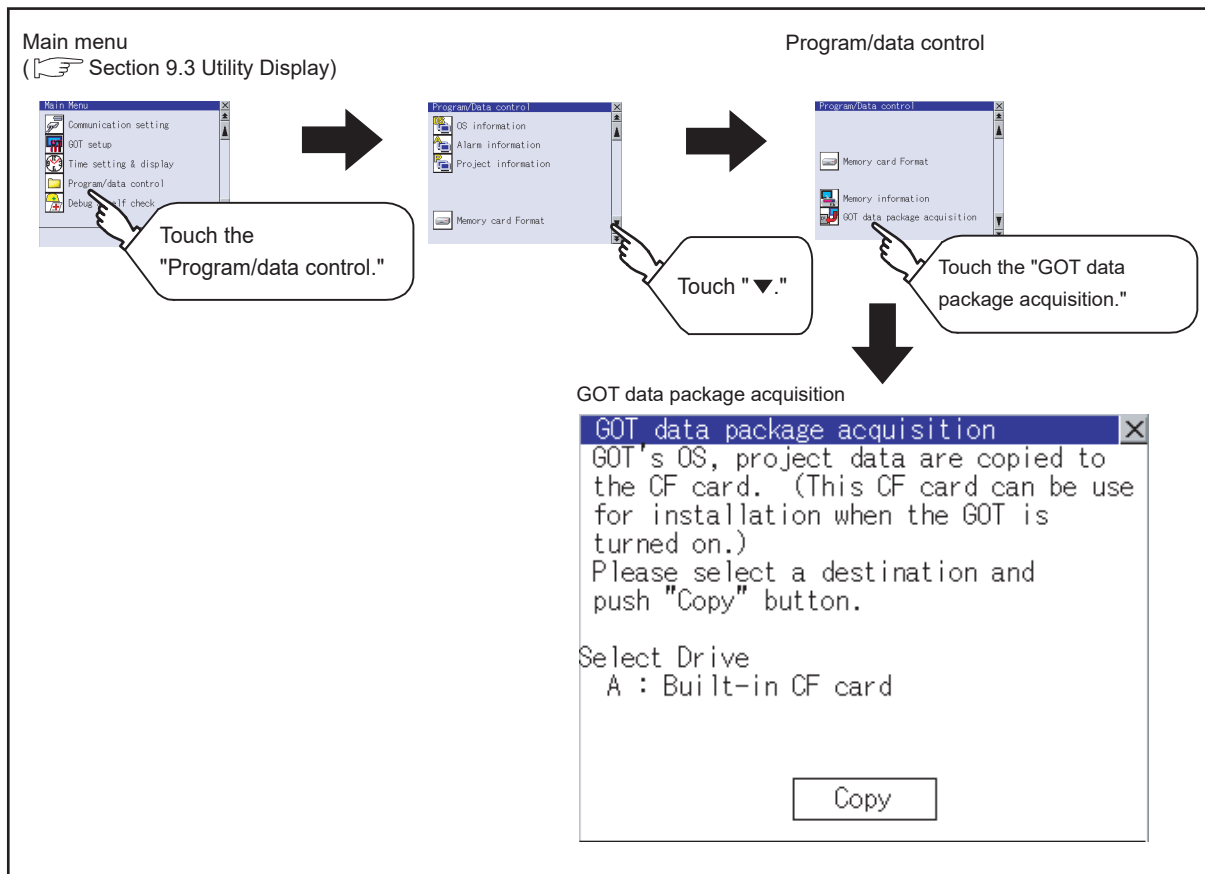 Main menu
( Section 9.3 Utility Display)
Program/data control
Main Menu
Communication setting
GOT setup
Time setting & display
Program/data control
Debug elf check
Touch the
"Program/data control."
Program/Data control
OS information
Alarm information
Project information
Memory card Format
Touch "▼."
Program/Data control
Memory card Format
Memory information
GOT data package acquisition
Touch the "GOT data
package acquisition."
GOT data package acquisition
GOT data package acquisition
GOT's OS, project data are copied to
the CF card. (This CF card can be use
for installation when the GOT is
turned on.)
Please select a destination and
push "Copy" button.
Select Drive
A : Built-in CF card
Copy